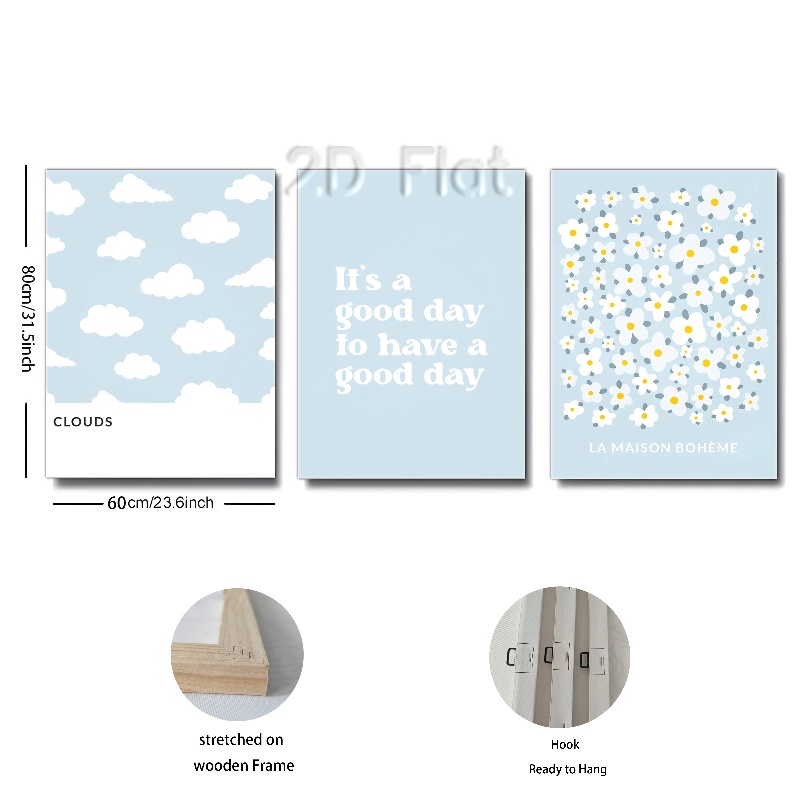 2D Flat
80cm/31.5inch
CLOUDS
It's a
good day
to have a
good day
LA MAISON BOHÈME
60cm/23.6inch
stretched on
wooden Frame
Hook
Ready to Hang